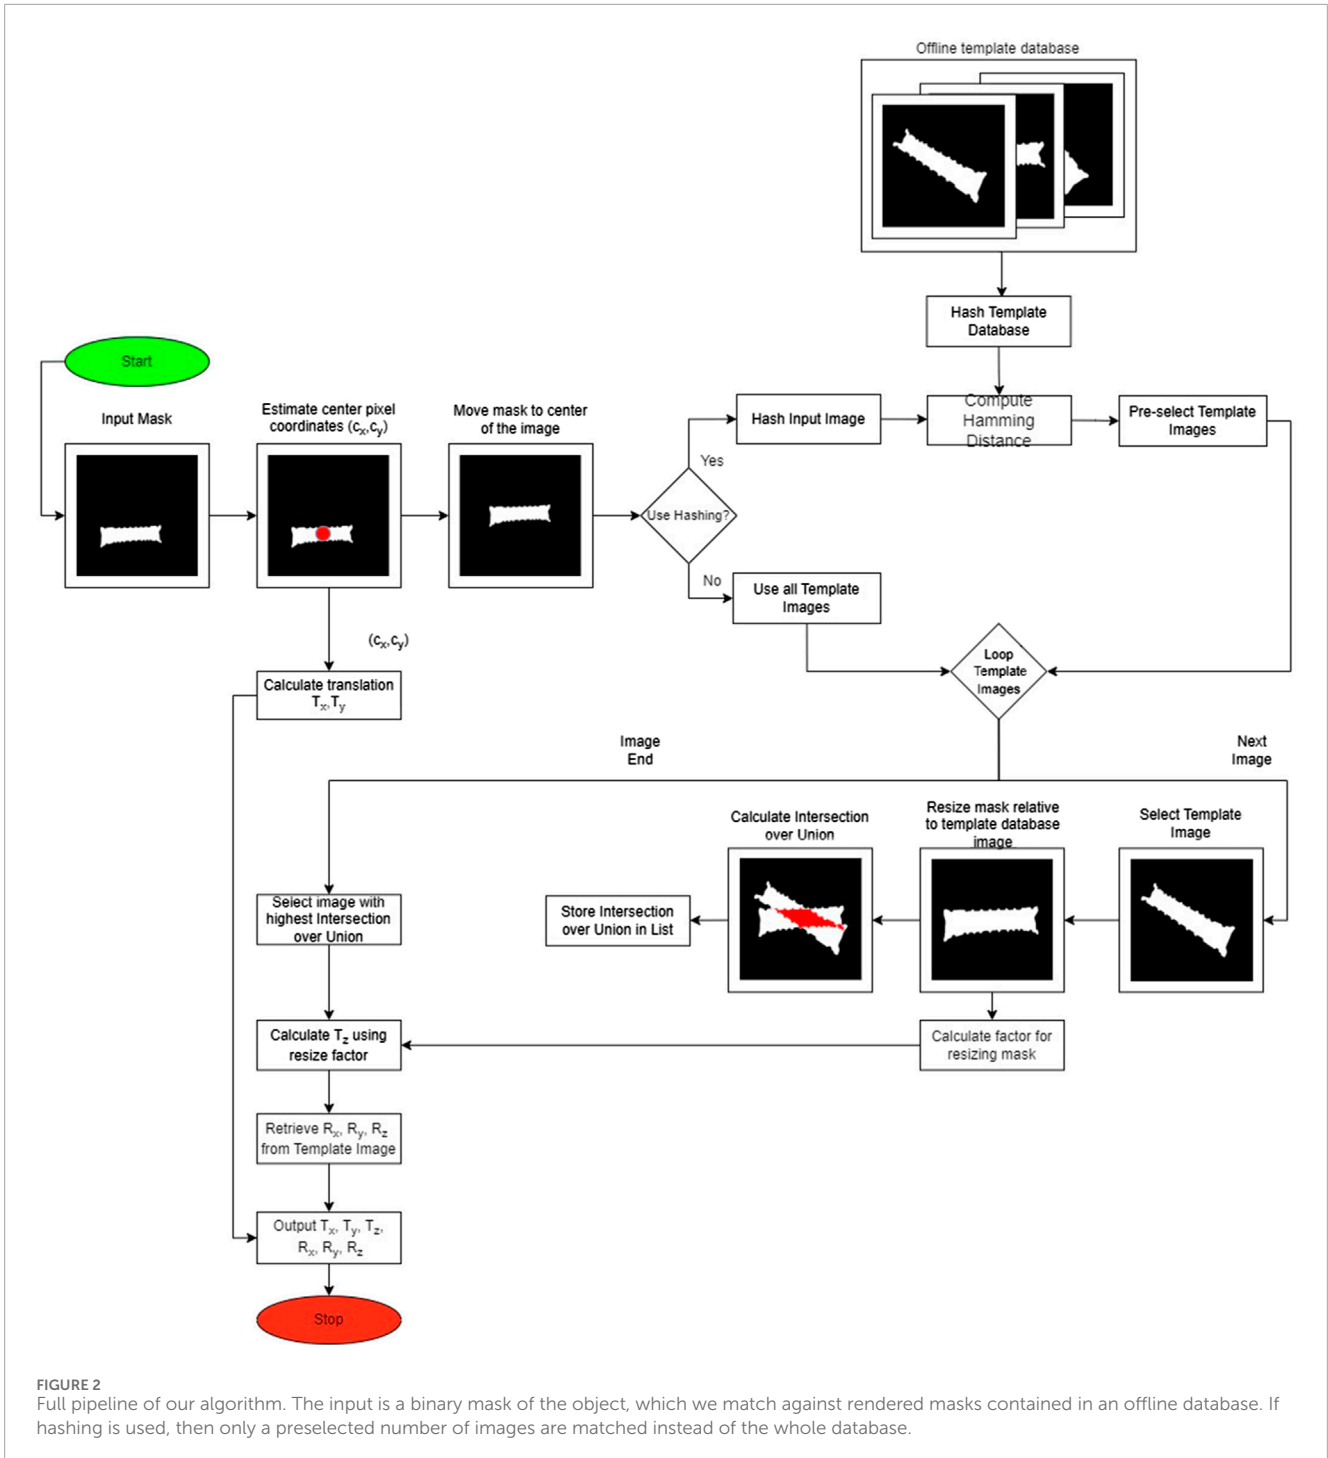 Offline template database
Hash Template
Database
Start
Input Mask
Estimate center pixel
coordinates (cx,cy)
Move mask to center
of the image
Yes
Hash Input Image
Compute
Hamming
Distance
Pre-select Template
Images
Use Hashing?
No
Use all Template
Images
(cx,cy)
Calculate translation
Tx,Ty
Loop
Template
Images
Image
End
Next
Image
Calculate Intersection
over Union
Resize mask relative
to template database
image
Select Template
Image
Select image with
highest Intersection
over Union
Store Intersection
over Union in List
Calculate Tz using
resize factor
Calculate factor for
resizing mask
Retrieve Rx, Ry, Rz
from Template Image
Output Tx, Ty, Tz,
Rx, Ry, Rz
Stop
FIGURE 2
Full pipeline of our algorithm. The input is a binary mask of the object, which we match against rendered masks contained in an offline database. If
hashing is used, then only a preselected number of images are matched instead of the whole database.